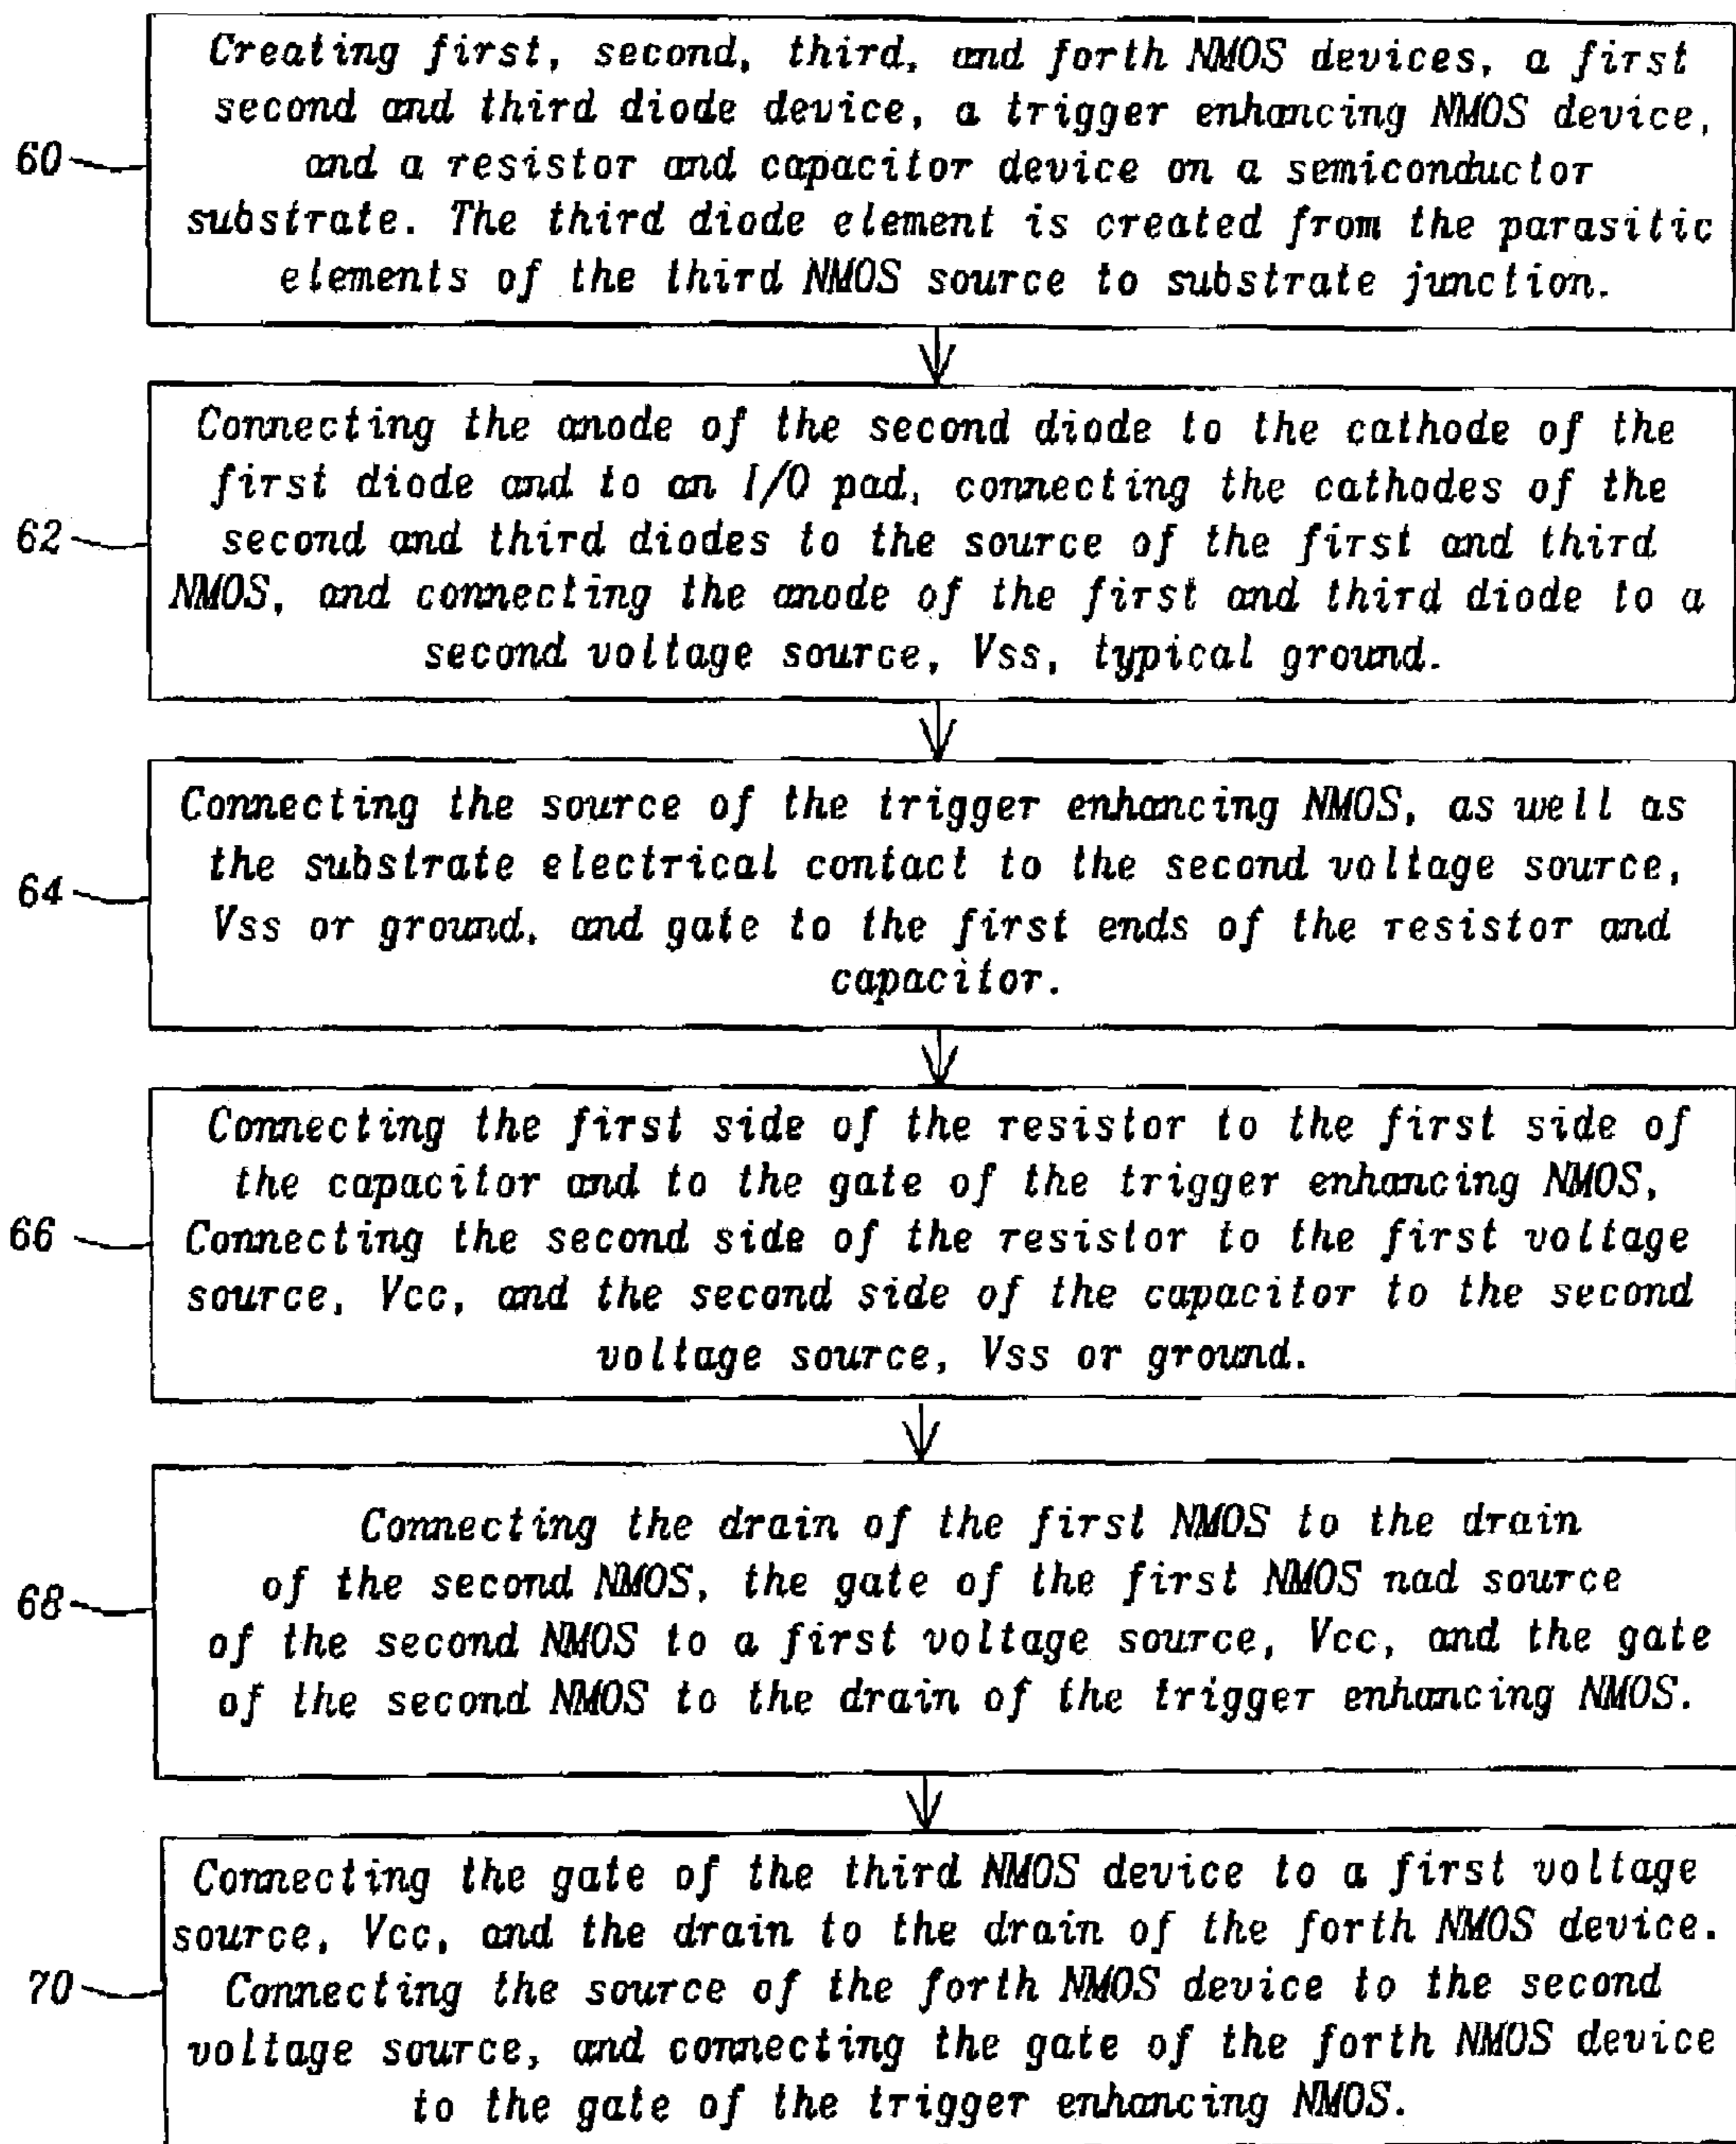 Creating first, second, third, and forth NMOS devices, a first
second and third diode device, a trigger enhancing NMOS device,
60
and a resistor and capacitor device on a semiconductor
substrate. The third diode element is created from the parasitic
elements of the third NMOS source to substrate junction.
Connecting the anode of the second diode to the cathode of the
first diode and to an I/O pad, connecting the cathodes of the
62
second and third diodes to the source of the first and third
NMOS, and connecting the anode of the first and third diode to a
second voltage source, Vss, typical ground.
Connecting the source of the trigger enhancing NMOS, as well as
the substrate electrical contact to the second voltage source,
64
Vss or ground, and gate to the first ends of the resistor and
capacitor.
Connecting the first side of the resistor to the first side of
the capacitor and to the gate of the trigger enhancing NMOS,
66
Connecting the second side of the resistor to the first voltage
source, Vcc, and the second side of the capacitor to the second
voltage source, Vss or ground.
Connecting the drain of the first NMOS to the drain
of the second NMOS, the gate of the first NMOS nad source
68
of the second NMOS to a first voltage source, Vcc, and the gate
of the second NMOS to the drain of the trigger enhancing NMOS.
Connecting the gate of the third NMOS device to a first voltage
source, Vcc, and the drain to the drain of the forth NMOS device.
70
Connecting the source of the forth NMOS device to the second
voltage source, and connecting the gate of the forth NMOS device
to the gate of the trigger enhancing NMOS.